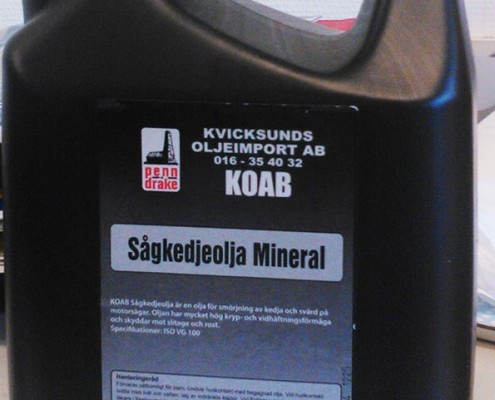 KVICKSUNDS
OLJEIMPORT AB
016 - 35 40 32
KOAB
penn
drake
Sågkedjeolja Mineral
KOAB Sågkedjeolja är en olja för smörjning av kedja och svärd på
motorsågar. Oljan har mycket hög kryp- och vidhäftningsförmåga
och skyddar mot slitage och rost.
Specifikationer: ISO VG 100
Hanteringsråd